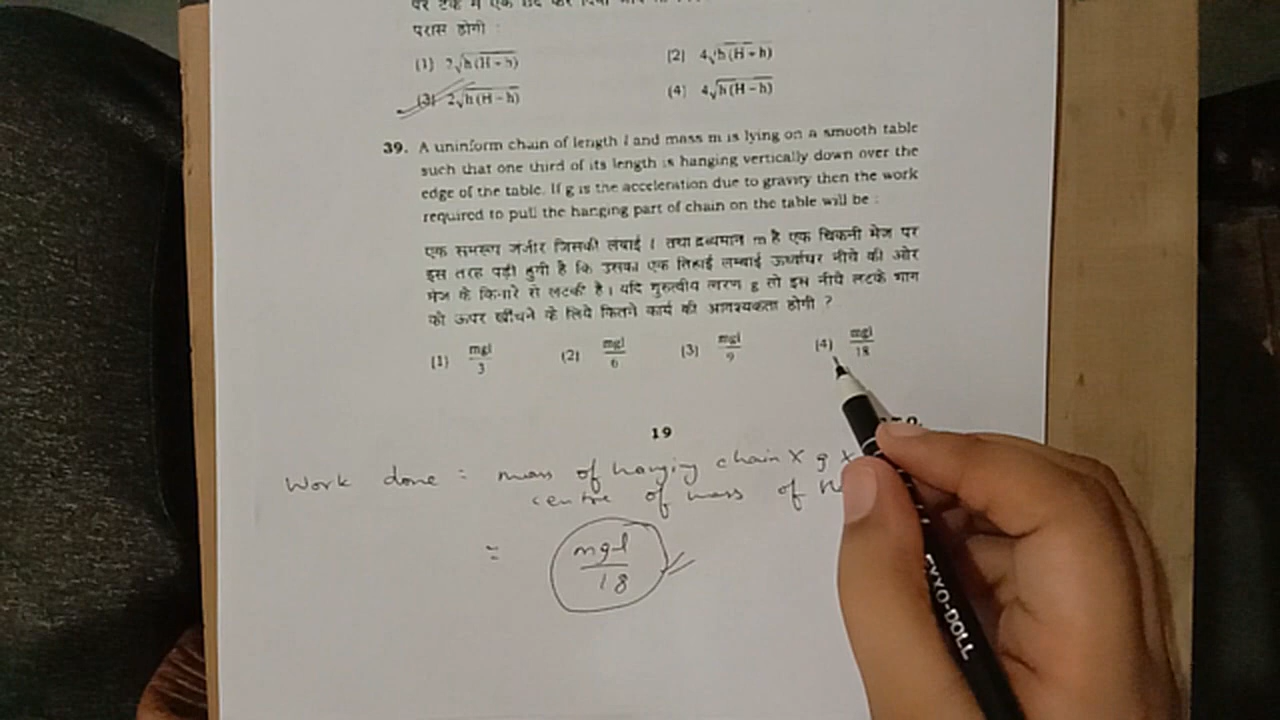 परास होगी :
(1) 2√h(H+h) (2) 4√h(H+h)
(3) 2√h(H-h) (4) 4√h(H-h)
39. A uninform chain of length l and mass m is lying on a smooth table
such that one third of its length is hanging vertically down over the
edge of the table. If g is the acceleration due to gravity then the work
required to pull the hanging part of chain on the table will be :
एक समरूप जंजीर जिसकी लंबाई l तथा द्रव्यमान m है एक चिकनी मेज पर
इस तरह पड़ी हुयी है कि उसका एक तिहाई लम्बाई ऊर्ध्वाधर नीचे की ओर
मेज के किनारे से लटकी है। यदि गुरुत्वीय त्वरण g तो इस नीचे लटके भाग
को ऊपर खींचने के लिये कितने कार्य की आवश्यकता होगी ?
(1) mgl/3 (2) mgl/6 (3) mgl/9 (4) mgl/18
19
Work done = mass of hanging chain x g x
centre of mass of
= mgl/18
EXXO-DOLL